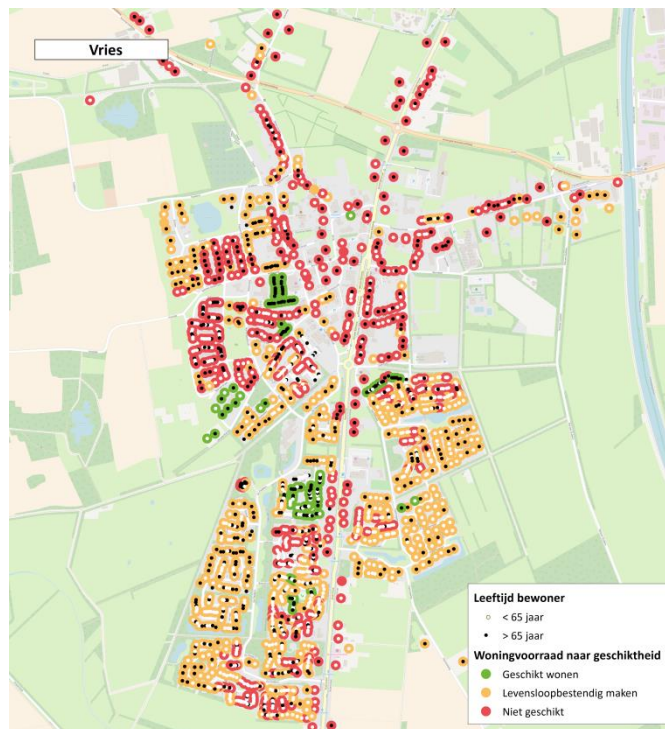 Vries
Leeftijd bewoner
< 65 jaar
> 65 jaar
Woningvoorraad naar geschiktheid
Geschikt wonen
Levensloopbestendig maken
Niet geschikt